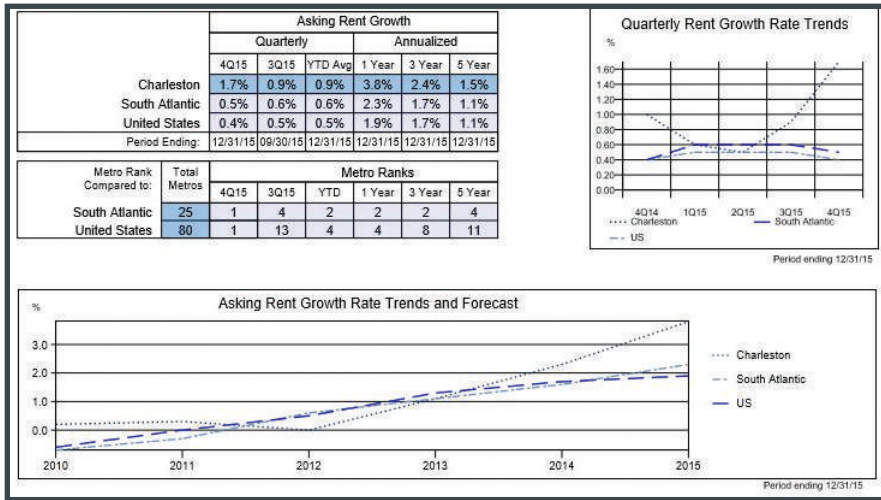 Asking Rent Growth
Quarterly Annualized
4Q15 3Q15 YTD Avg 1 Year 3 Year 5 Year
Charleston 1.7% 0.9% 0.9% 3.8% 2.4% 1.5%
South Atlantic 0.5% 0.6% 0.6% 2.3% 1.7% 1.1%
United States 0.4% 0.5% 0.5% 1.9% 1.7% 1.1%
Period Ending: 12/31/15 09/30/15 12/31/15 12/31/15 12/31/15 12/31/15
Metro Rank Compared to: Total Metros Metro Ranks
4Q15 3Q15 YTD 1 Year 3 Year 5 Year
South Atlantic 25 1 4 2 2 2 4
United States 80 1 13 4 4 8 11
Quarterly Rent Growth Rate Trends
%
1.60
1.40
1.20
1.00
0.80
0.60
0.40
0.20
0.00
4Q14 1Q15 2Q15 3Q15 4Q15
Charleston South Atlantic
US
Period ending 12/31/15
Asking Rent Growth Rate Trends and Forecast
%
3.0
2.0
1.0
0.0
2010 2011 2012 2013 2014 2015
Charleston
South Atlantic
US
Period ending 12/31/15